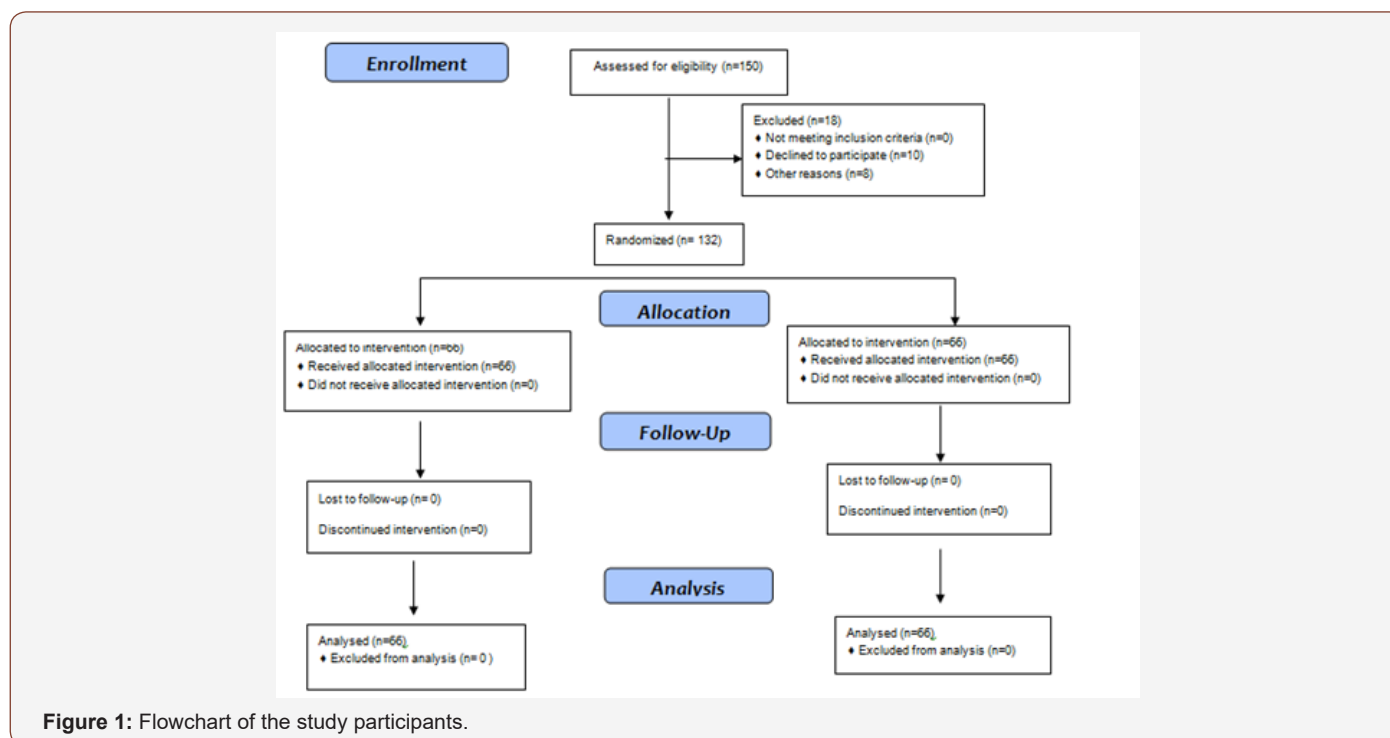 Enrollment
Assessed for eligibility (n=150)
Excluded (n=18)
♦ Not meeting inclusion criteria (n=0)
♦ Declined to participate (n=10)
♦ Other reasons (n=8)
Randomized (n= 132)
Allocation
Allocated to intervention (n=66)
♦ Received allocated intervention (n=66)
♦ Did not receive allocated intervention (n=0)
Allocated to intervention (n=66)
♦ Received allocated intervention (n=66)
♦ Did not receive allocated intervention (n=0)
Follow-Up
Lost to follow-up (n= 0)
Discontinued intervention (n=0)
Lost to follow-up (n= 0)
Discontinued intervention (n=0)
Analysis
Analysed (n=66)
♦ Excluded from analysis (n= 0 )
Analysed (n=66)
♦ Excluded from analysis (n=0)
Figure 1: Flowchart of the study participants.